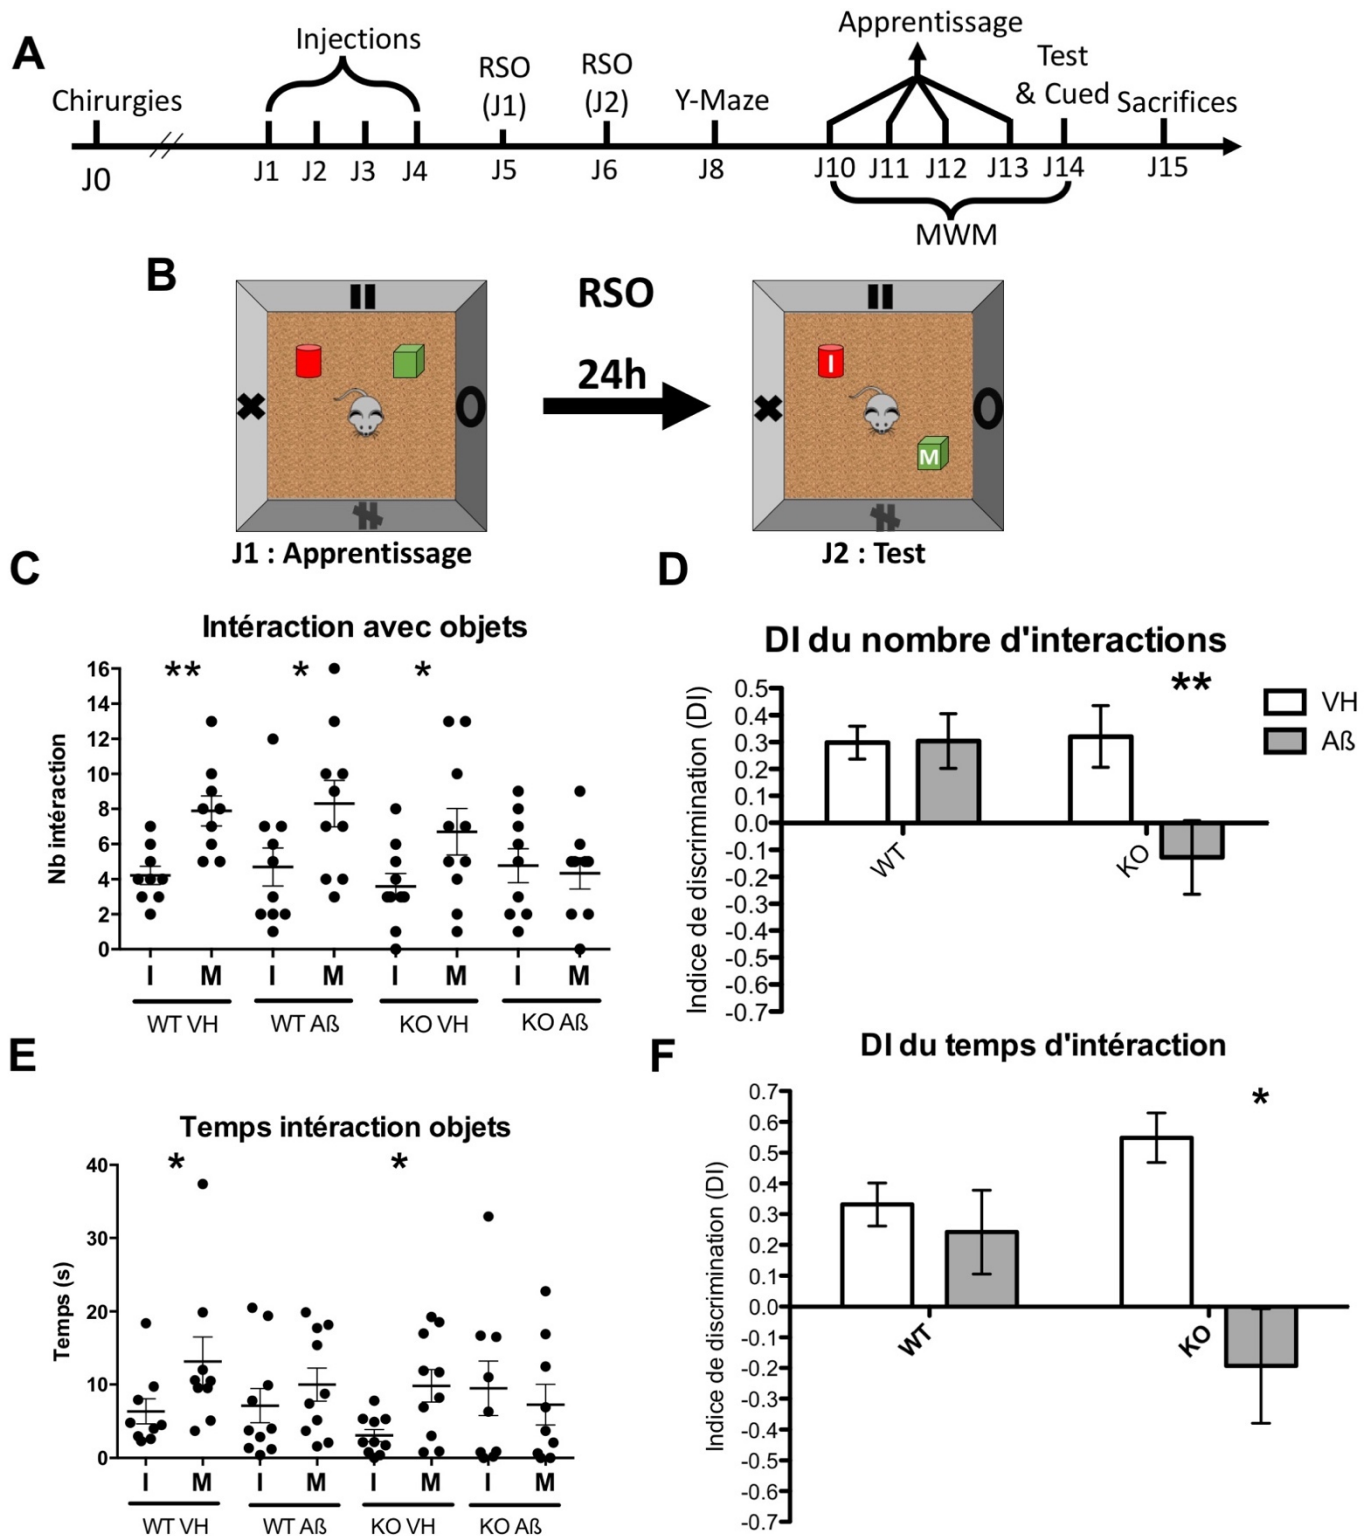 A
Injections
Apprentissage
Chirurgies
RSO
(J1)
RSO
(J2)
Y-Maze
Test
& Cued
Sacrifices
J0
J1
J2
J3
J4
J5
J6
J8
J10
J11
J12
J13
J14
J15
MWM
B
RSO
24h
I
M
J1 : Apprentissage
J2 : Test
C
Intéraction avec objets
** * *
Nb intéraction
16
14
12
10
8
6
4
2
0
I M I M I M I M
WT VH
WT Aß
KO VH
KO Aß
D
DI du nombre d'interactions
**
VH
Aß
Indice de discrimination (DI)
0.5
0.4
0.3
0.2
0.1
0.0
-0.1
-0.2
-0.3
-0.4
-0.5
-0.6
-0.7
WT
KO
E
Temps intéraction objets
* *
Temps (s)
40
30
20
10
0
I M I M I M I M
WT VH
WT Aß
KO VH
KO Aß
F
DI du temps d'intéraction
*
Indice de discrimination (DI)
0.7
0.6
0.5
0.4
0.3
0.2
0.1
0.0
-0.1
-0.2
-0.3
-0.4
-0.5
-0.6
-0.7
WT
KO